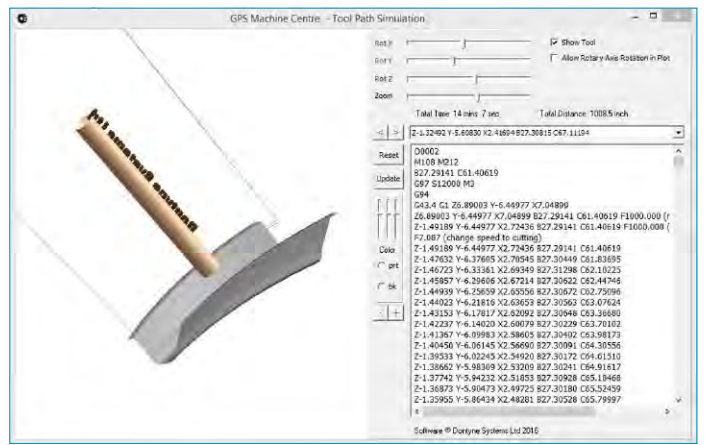 GPS Machine Centre - Tool Path Simulation
Rot X
Rot Y
Rot Z
Zoom
Show Tool
Allow Rotary Axis Rotation in Plot
Total Time 14 mins 7 sec
Total Distance 1008.5 inch
< > Z-1.32492 Y-5.60830 X2.41694 B27.30815 C67.11194
Reset
Update
Color
prt
bk
- +
O0002
M108 M212
B27.29141 C61.40619
G97 S12000 M3
G94
G43.4 G1 Z6.89003 Y-6.44977 X7.04899
Z6.89003 Y-6.44977 X7.04899 B27.29141 C61.40619 F1000.000 (r
Z-1.49189 Y-6.44977 X2.72436 B27.29141 C61.40619 F1000.000 (
F7.087 (change speed to cutting)
Z-1.49189 Y-6.44977 X2.72436 B27.29141 C61.40619
Z-1.47632 Y-6.37605 X2.70545 B27.30449 C61.83695
Z-1.46723 Y-6.33361 X2.69349 B27.31298 C62.10225
Z-1.45857 Y-6.29606 X2.67214 B27.30622 C62.44746
Z-1.44939 Y-6.25659 X2.65556 B27.30672 C62.75096
Z-1.44023 Y-6.21816 X2.63653 B27.30563 C63.07624
Z-1.43153 Y-6.17817 X2.62092 B27.30648 C63.36680
Z-1.42237 Y-6.14020 X2.60079 B27.30229 C63.70102
Z-1.41367 Y-6.09983 X2.58605 B27.30402 C63.98173
Z-1.40450 Y-6.06145 X2.56690 B27.30091 C64.30556
Z-1.39533 Y-6.02245 X2.54920 B27.30172 C64.61510
Z-1.38662 Y-5.98309 X2.53209 B27.30241 C64.91617
Z-1.37742 Y-5.94232 X2.51853 B27.30928 C65.18468
Z-1.36873 Y-5.90473 X2.49725 B27.30180 C65.52459
Z-1.35955 Y-5.86434 X2.48281 B27.30528 C65.79997
Software © Dontyne Systems Ltd 2016
Dontyne Systems Ltd